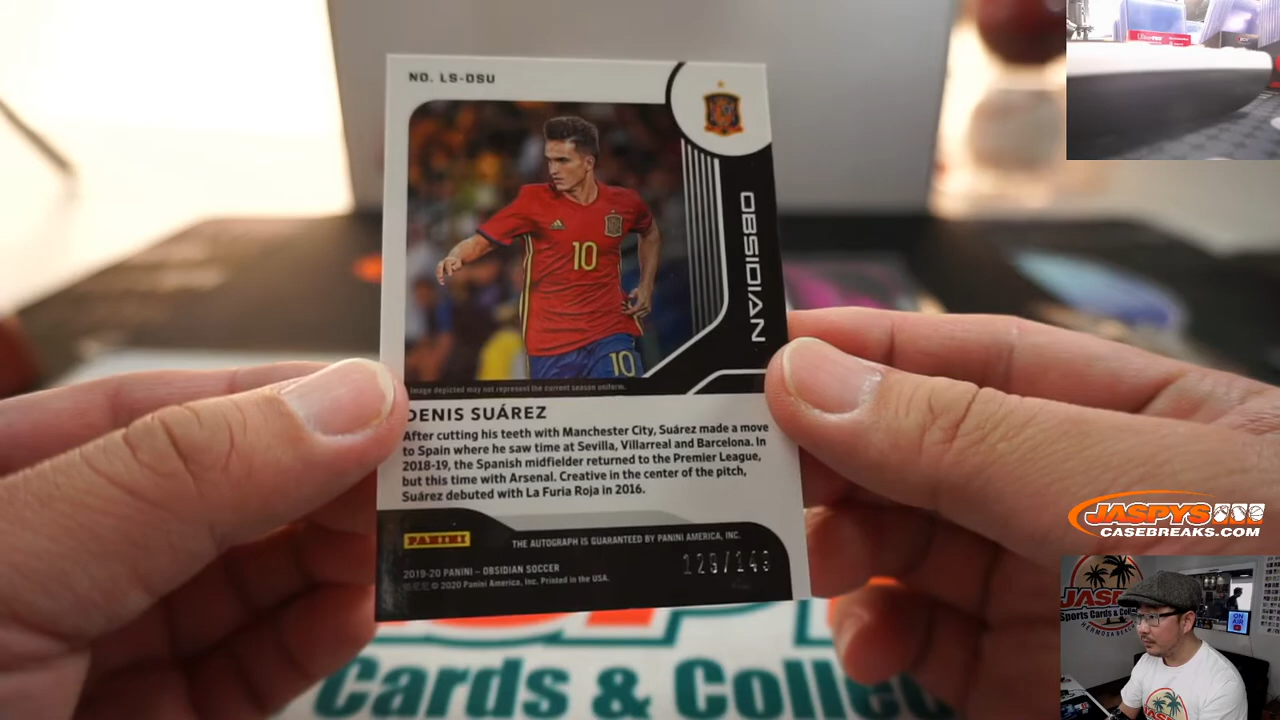 NO. LS-DSU
10
10
OBSIDIAN
Image depicted may not represent the current season uniform.
DENIS SUÁREZ
After cutting his teeth with Manchester City, Suárez made a move
to Spain where he saw time at Sevilla, Villarreal and Barcelona. In
2018-19, the Spanish midfielder returned to the Premier League,
but this time with Arsenal. Creative in the center of the pitch,
Suárez debuted with La Furia Roja in 2016.
PANINI
THE AUTOGRAPH IS GUARANTEED BY PANINI AMERICA, INC.
2019-20 PANINI – OBSIDIAN SOCCER
© 2020 Panini America, Inc. Printed in the USA.
Cards &
JASPYS
CASEBREAKS.COM
Sports Cards &
HERMOSA
ON
AIR